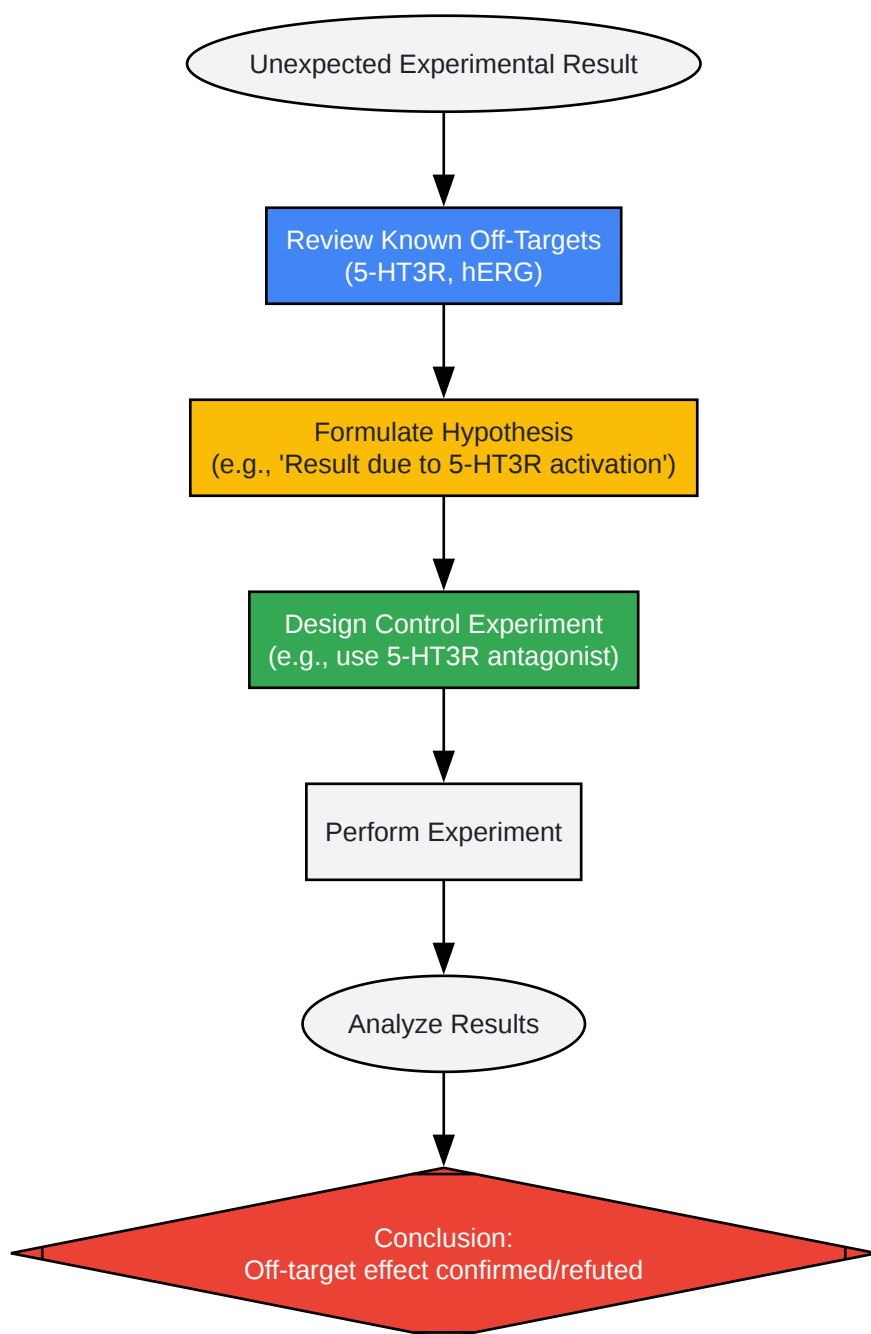 Unexpected Experimental Result
Review Known Off-Targets
(5-HT3R, hERG)
Formulate Hypothesis
(e.g., 'Result due to 5-HT3R activation')
Design Control Experiment
(e.g., use 5-HT3R antagonist)
Perform Experiment
Analyze Results
Conclusion:
Off-target effect confirmed/refuted